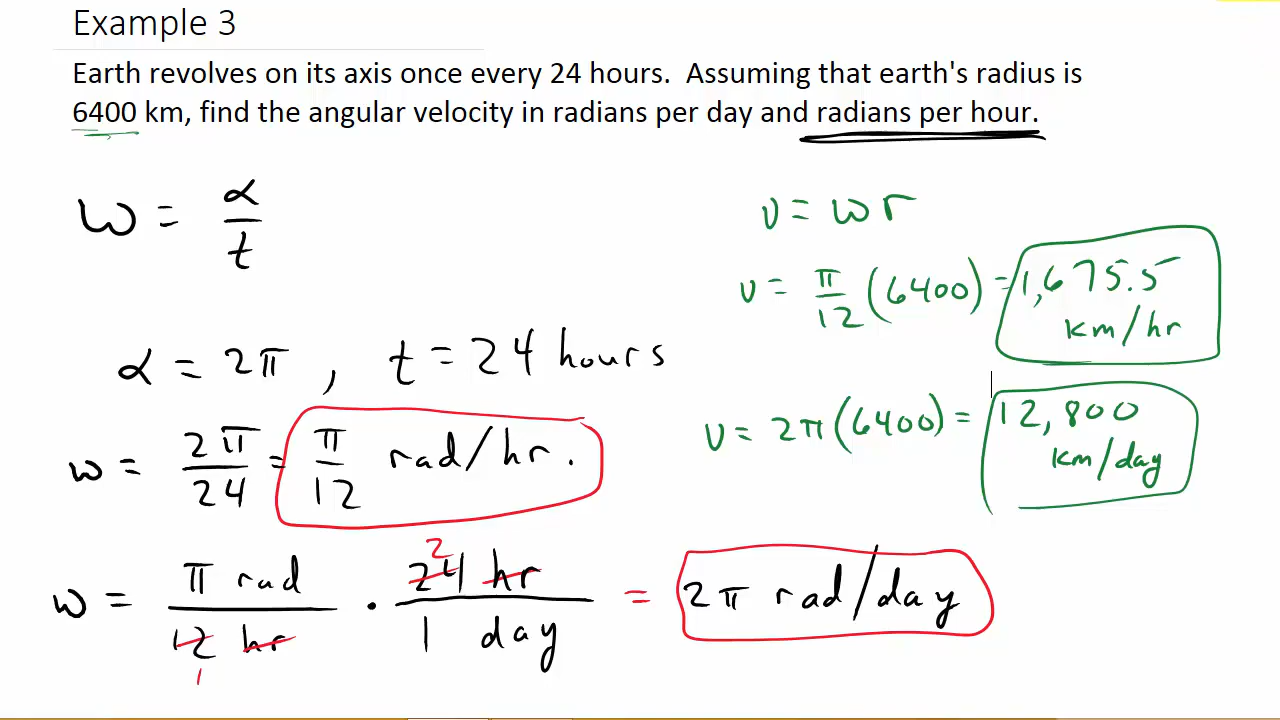 Example 3
Earth revolves on its axis once every 24 hours. Assuming that earth's radius is
6400 km, find the angular velocity in radians per day and radians per hour.
ω = α/t
α = 2π , t = 24 hours
ω = 2π/24 = π/12 rad/hr.
ω = π rad/12 hr · 24 hr/1 day = 2π rad/day
2
1
v = ωr
v = π/12 (6400) = 1,675.5
km/hr
v = 2π(6400) = 12,800
km/day